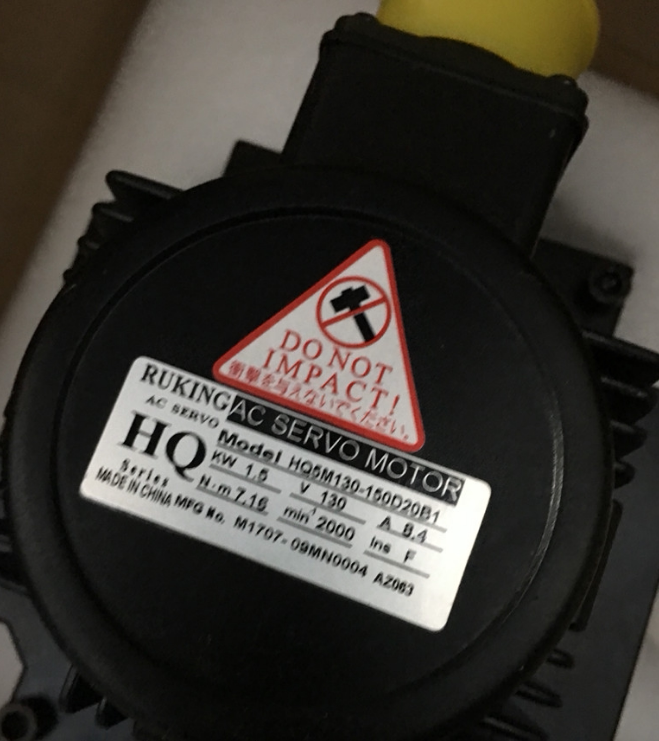 DO NOT
IMPACT!
衝撃を与えないでください。
RUKING AC SERVO MOTOR
AC SERVO
HQ
Series
Model HQ5M130-150D20B1
KW 1.5 V 130 A 8.4
N·m 7.16 min⁻¹ 2000 Ins F
MADE IN CHINA MFG No. M1707-09MN0004 AZ063